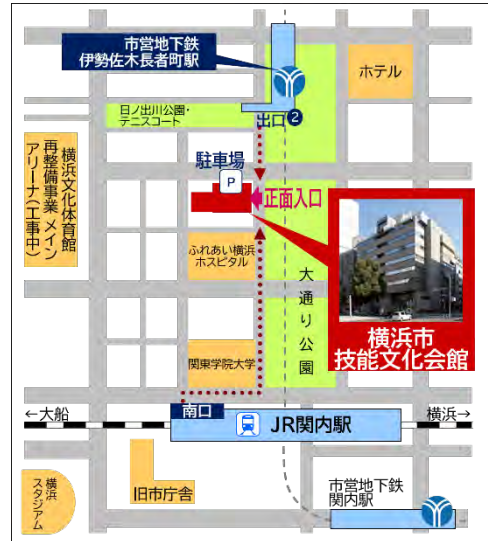 市営地下鉄
伊勢佐木長者町駅
ホテル
日ノ出川公園・
テニスコート
出口2
駐車場
P
正面入口
横浜文化体育館
再整備事業 メイン
アリーナ(工事中)
ふれあい横浜
ホスピタル
大通り公園
横浜市
技能文化会館
関東学院大学
←大船
南口
JR関内駅
横浜→
旧市庁舎
横浜
スタジアム
市営地下鉄
関内駅